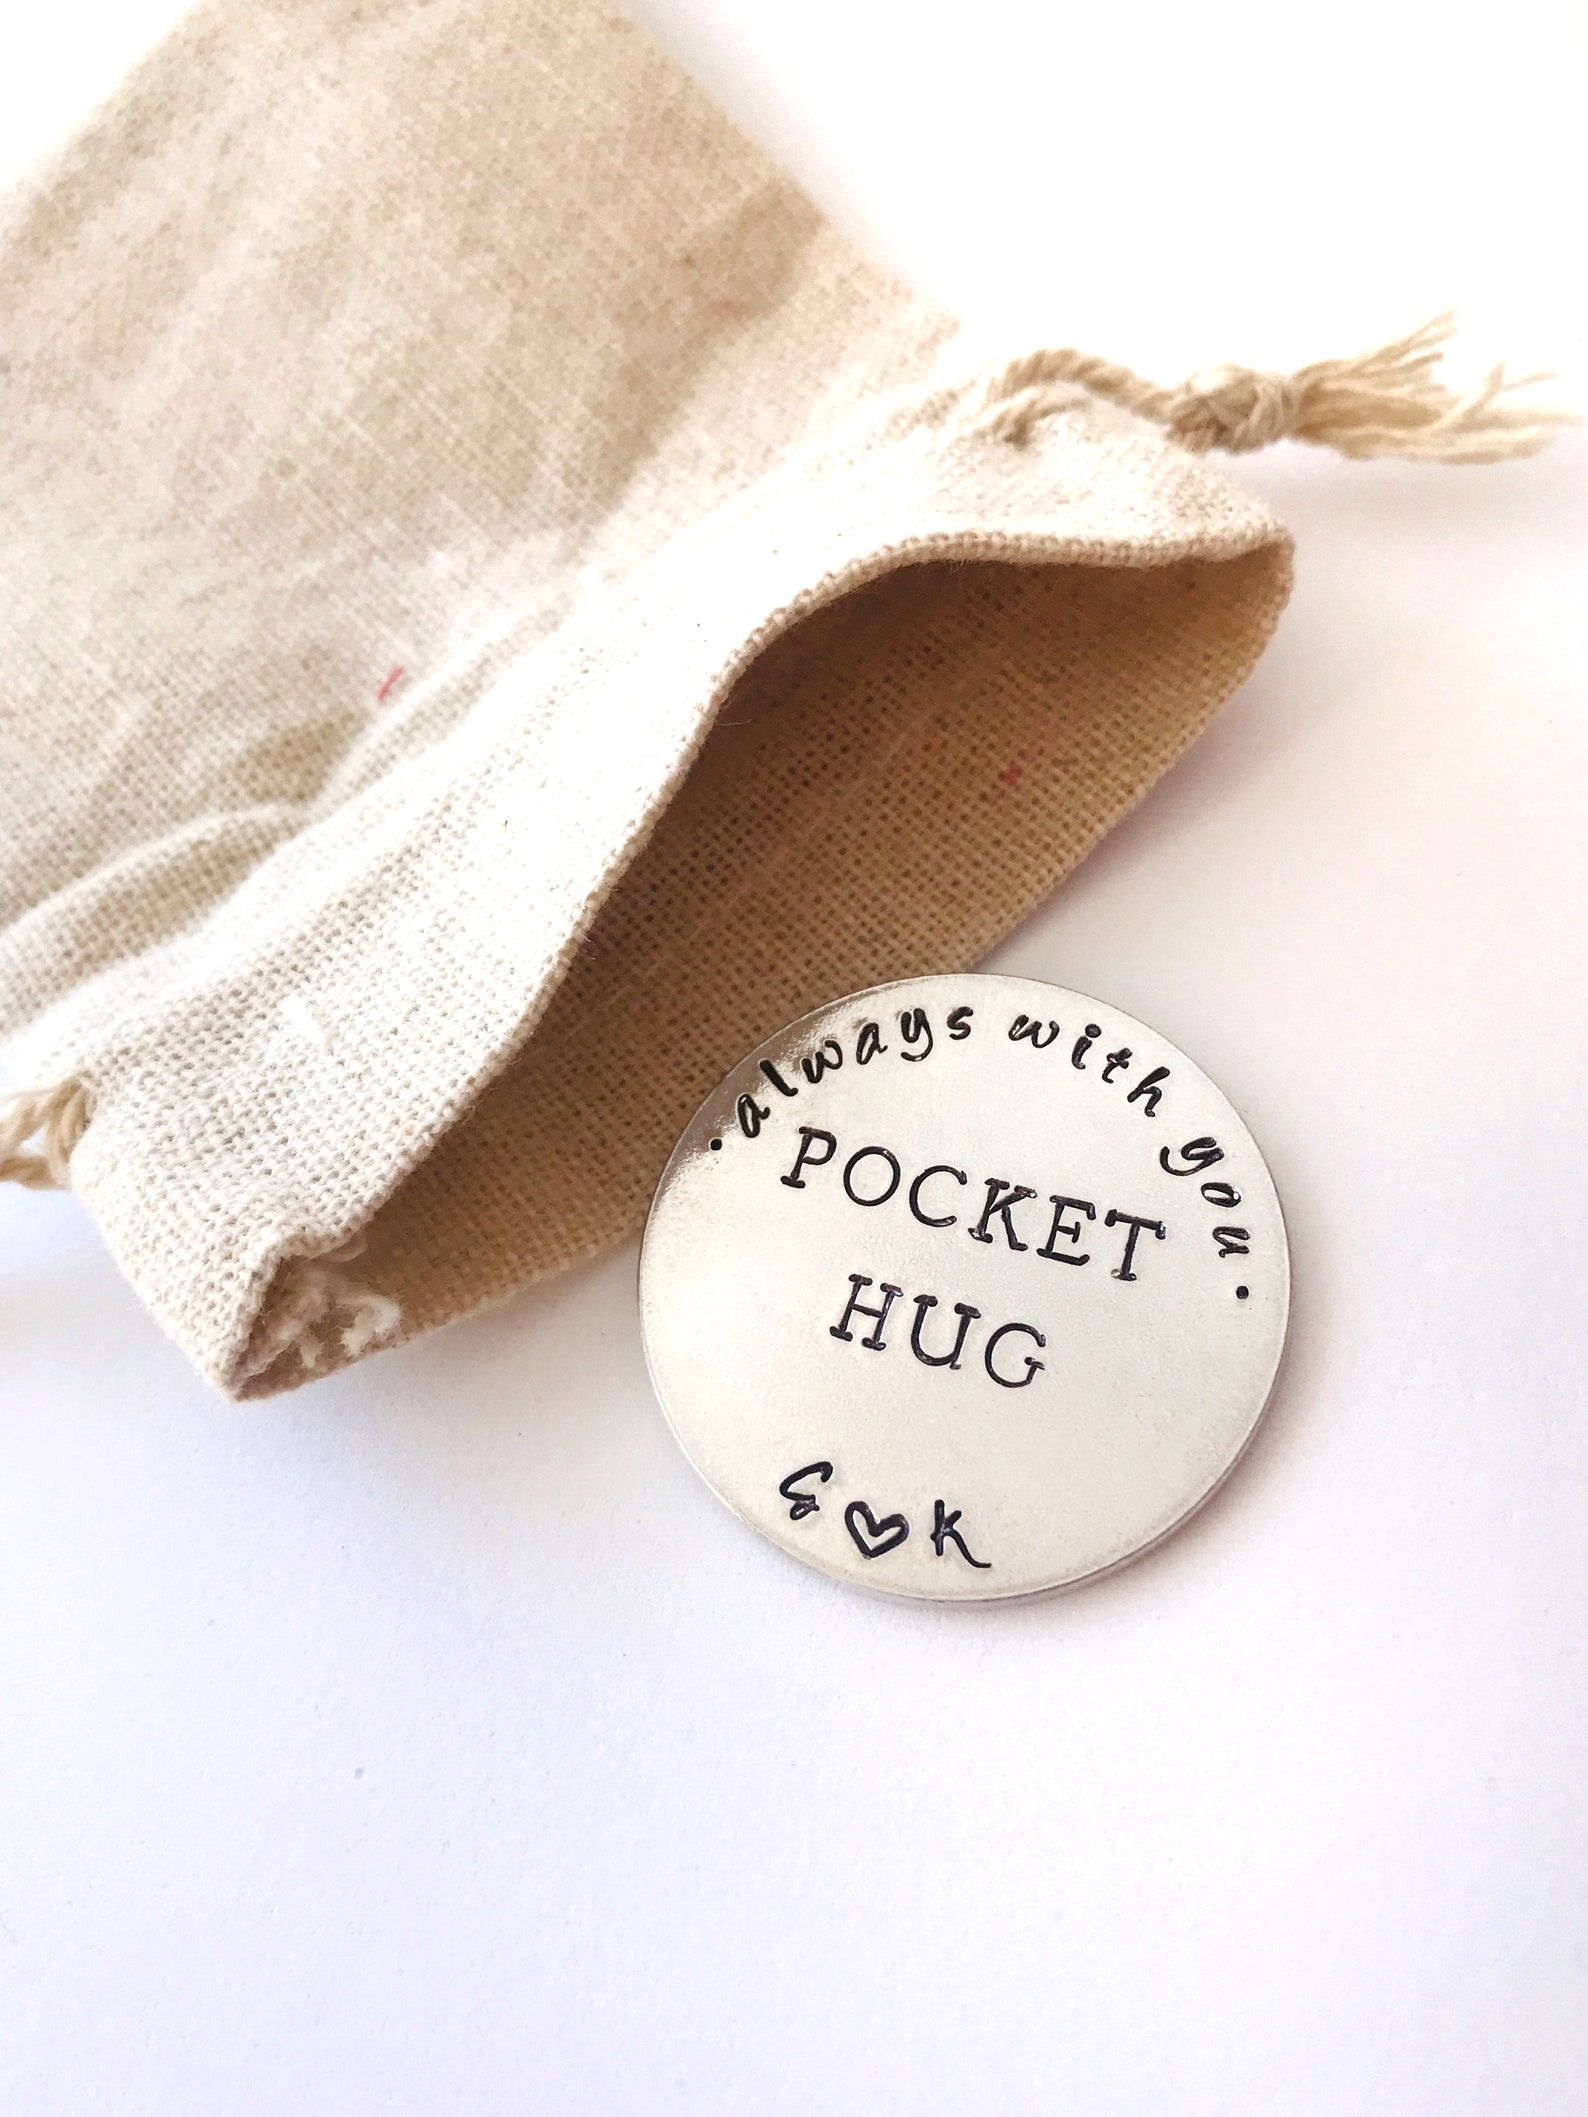 .always with you.
POCKET
HUG
G♥K